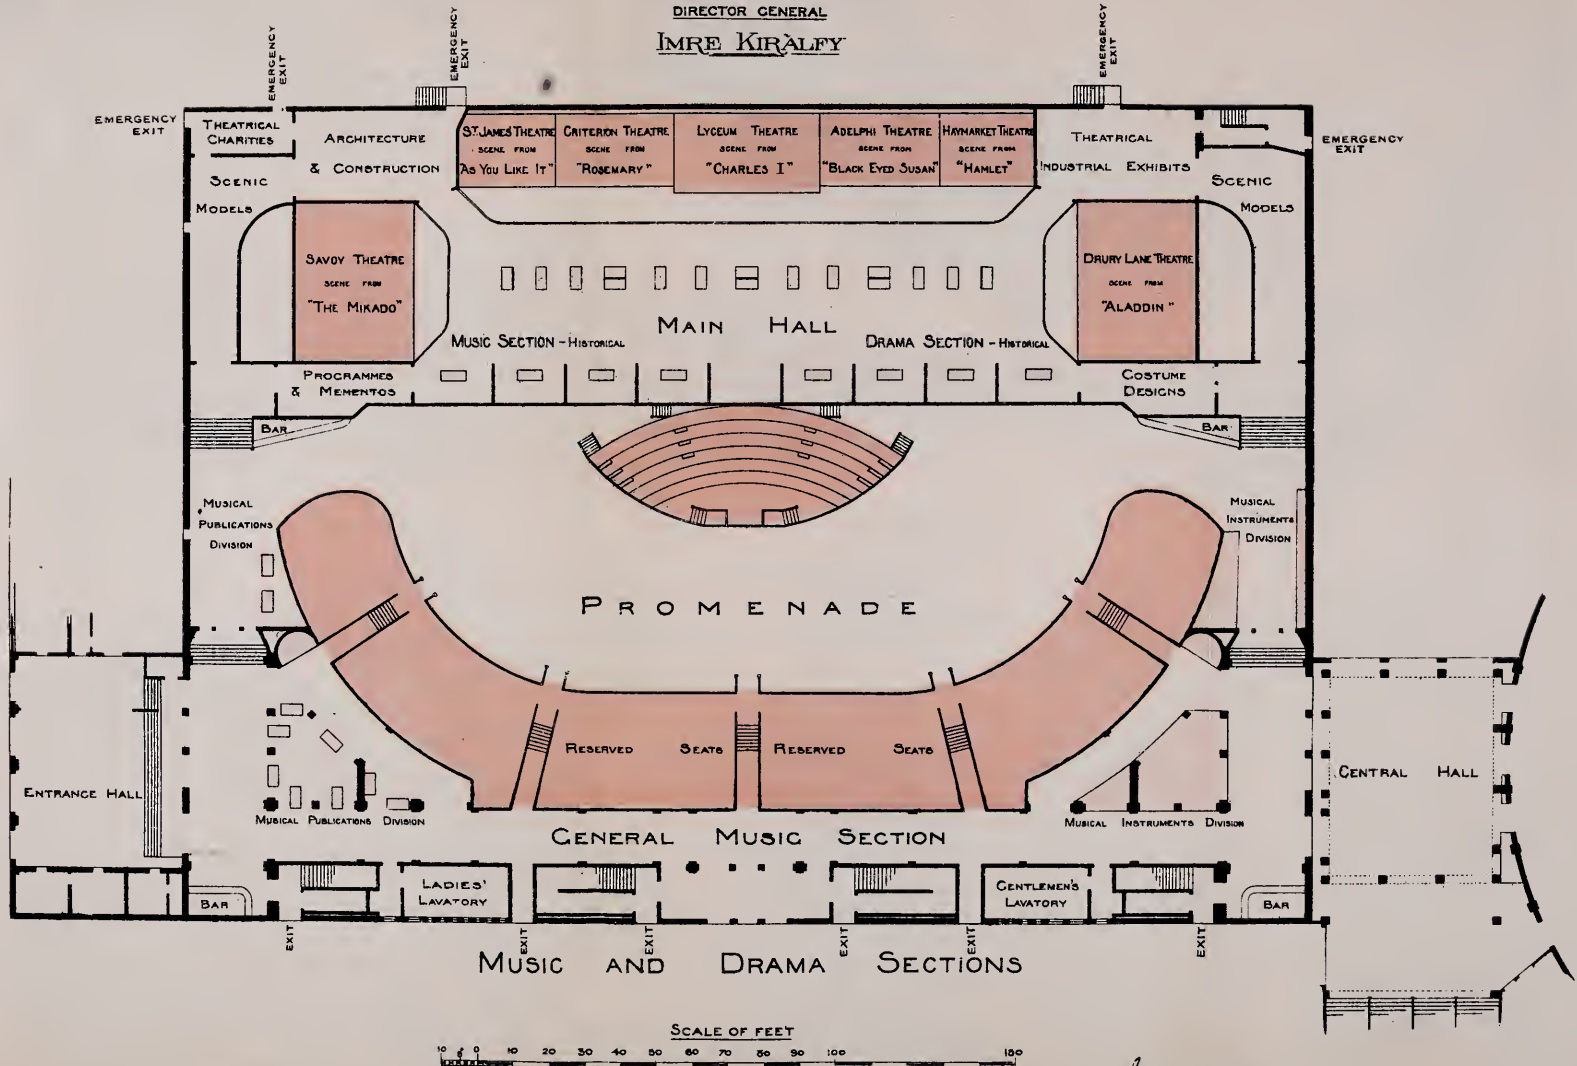 DIRECTOR GENERAL
IMRE KIRÀLFY
EMERGENCY
EXIT
EMERGENCY
EXIT
EMERGENCY
EXIT
EMERGENCY
EXIT
EMERGENCY
EXIT
THEATRICAL
CHARITIES
ARCHITECTURE
& CONSTRUCTION
ST JAMES' THEATRE
SCENE FROM
"AS YOU LIKE IT"
CRITERION THEATRE
SCENE FROM
"ROSEMARY"
LYCEUM THEATRE
SCENE FROM
"CHARLES I"
ADELPHI THEATRE
SCENE FROM
"BLACK EYED SUSAN"
HAYMARKET THEATRE
SCENE FROM
"HAMLET"
THEATRICAL
INDUSTRIAL EXHIBITS
SCENIC
MODELS
SCENIC
MODELS
SAVOY THEATRE
SCENE FROM
"THE MIKADO"
DRURY LANE THEATRE
SCENE FROM
"ALADDIN"
MAIN HALL
MUSIC SECTION - HISTORICAL
DRAMA SECTION - HISTORICAL
PROGRAMMES
& MEMENTOS
COSTUME
DESIGNS
BAR
BAR
MUSICAL
PUBLICATIONS
DIVISION
MUSICAL
INSTRUMENTS
DIVISION
PROMENADE
RESERVED SEATS
RESERVED SEATS
ENTRANCE HALL
CENTRAL HALL
MUSICAL PUBLICATIONS DIVISION
MUSICAL INSTRUMENTS DIVISION
GENERAL MUSIC SECTION
LADIES'
LAVATORY
GENTLEMEN'S
LAVATORY
BAR
BAR
EXIT
EXIT
EXIT
EXIT
EXIT
EXIT
MUSIC AND DRAMA SECTIONS
SCALE OF FEET
10 5 0 10 20 30 40 50 60 70 80 90 100 150